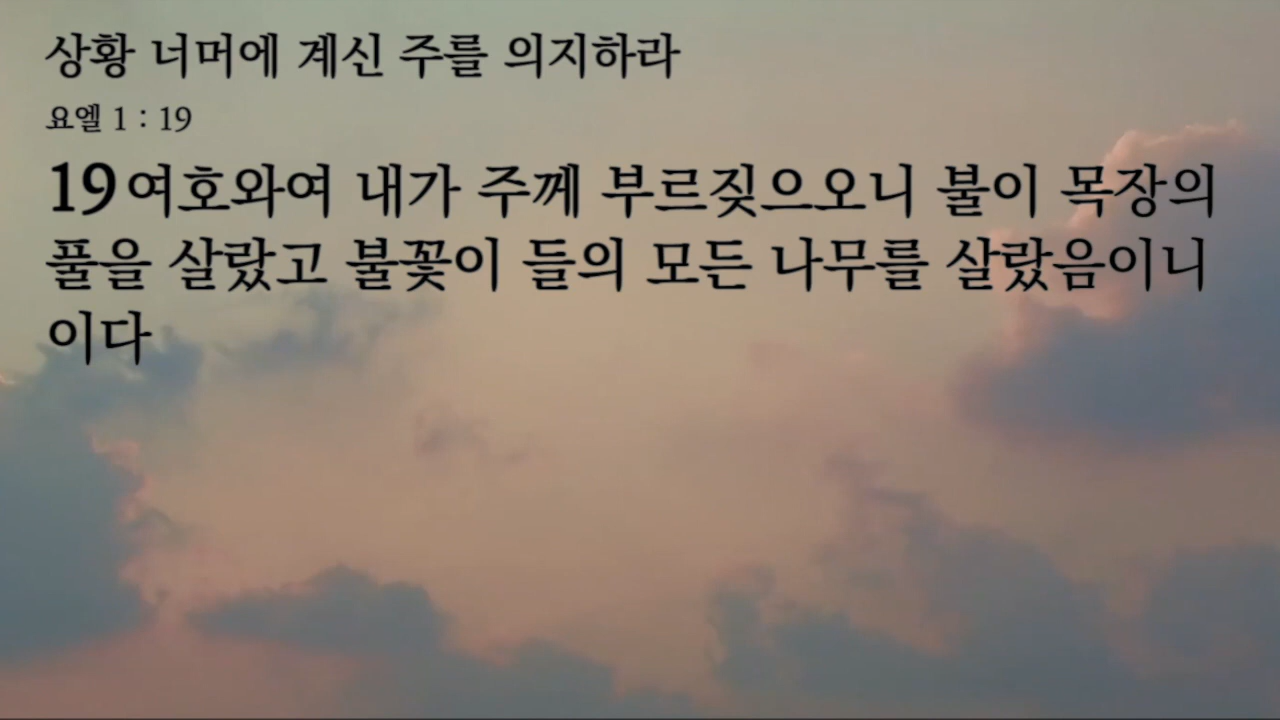 상황 너머에 계신 주를 의지하라
요엘 1 : 19
19 여호와여 내가 주께 부르짖으오니 불이 목장의
풀을 살랐고 불꽃이 들의 모든 나무를 살랐음이니
이다